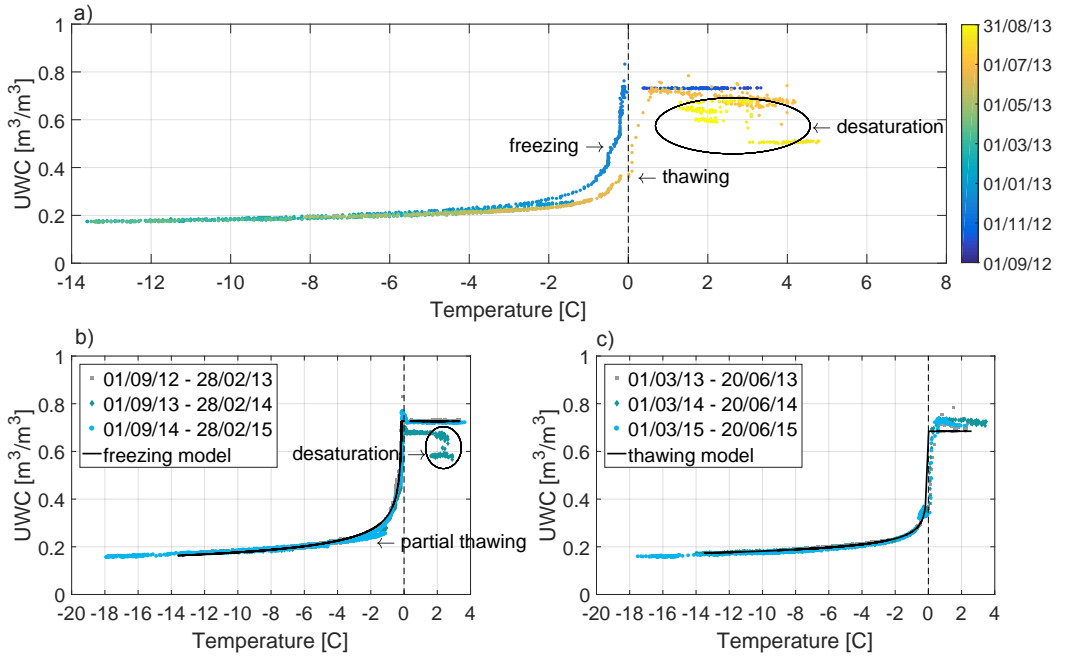 a)
UWC [m³/m³]
1
0.8
0.6
0.4
0.2
0
freezing →
← desaturation
← thawing
-14 -12 -10 -8 -6 -4 -2 0 2 4 6 8
Temperature [C]
31/08/13
01/07/13
01/05/13
01/03/13
01/01/13
01/11/12
01/09/12
b)
UWC [m³/m³]
1
0.8
0.6
0.4
0.2
0
01/09/12 - 28/02/13
01/09/13 - 28/02/14
01/09/14 - 28/02/15
freezing model
desaturation →
← partial thawing
-20 -18 -16 -14 -12 -10 -8 -6 -4 -2 0 2 4
Temperature [C]
c)
UWC [m³/m³]
1
0.8
0.6
0.4
0.2
0
01/03/13 - 20/06/13
01/03/14 - 20/06/14
01/03/15 - 20/06/15
thawing model
-20 -18 -16 -14 -12 -10 -8 -6 -4 -2 0 2 4
Temperature [C]